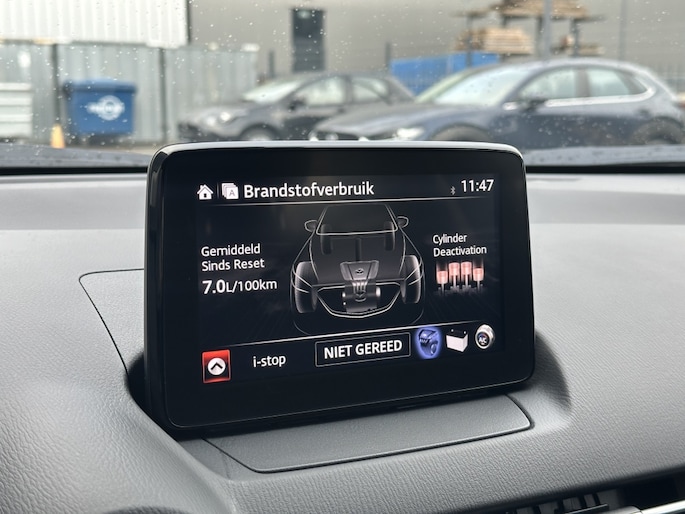 A Brandstofverbruik 11:47
Gemiddeld
Sinds Reset
7.0L/100km
Cylinder
Deactivation
i-stop
NIET GEREED
A/C